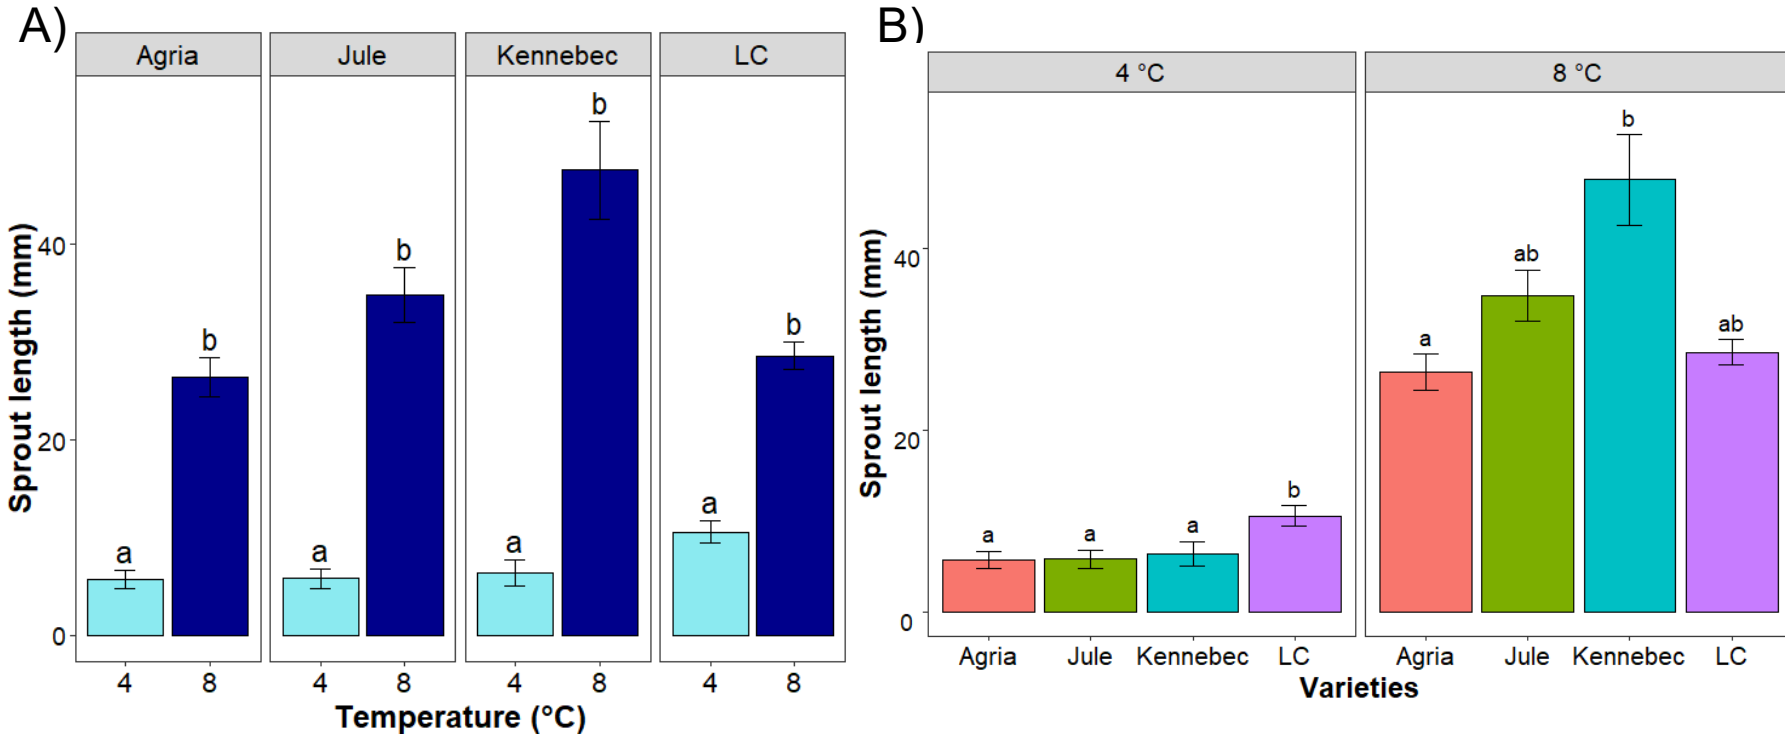 A)
Agria Jule Kennebec LC
Sprout length (mm)
40
20
0
a b a b a b a b
4 8 4 8 4 8 4 8
Temperature (°C)
B)
4 °C 8 °C
Sprout length (mm)
40
20
0
a a a b a ab b ab
Agria Jule Kennebec LC Agria Jule Kennebec LC
Varieties